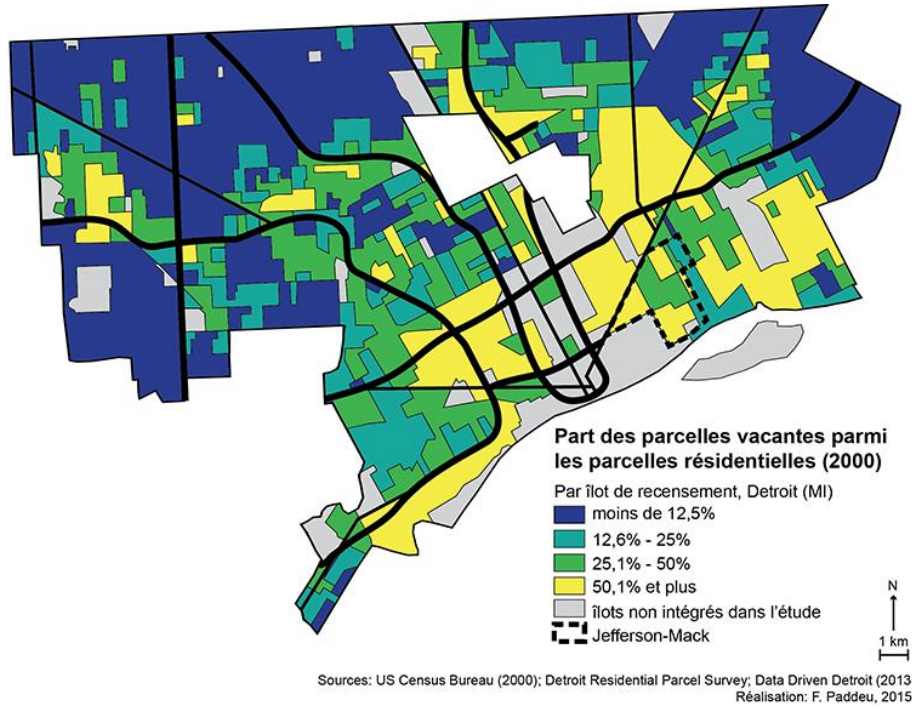 Part des parcelles vacantes parmi
les parcelles résidentielles (2000)
Par îlot de recensement, Detroit (MI)
moins de 12,5%
12,6% - 25%
25,1% - 50%
50,1% et plus
îlots non intégrés dans l'étude
Jefferson-Mack
N
1 km
Sources: US Census Bureau (2000); Detroit Residential Parcel Survey; Data Driven Detroit (2013
Réalisation: F. Paddeu, 2015